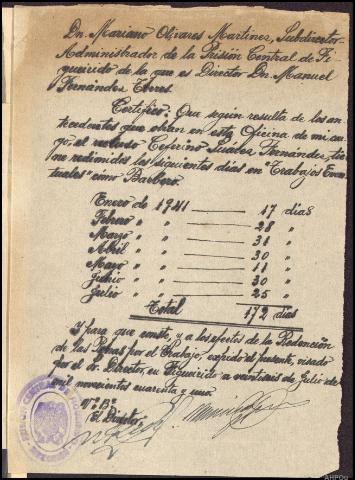 Dn. Mariano Olivares Martinez, Subdirector-
Administrador de la Prisión Central de Fi-
gueirido de la que es Director Dn. Manuel
Fernández Torres.
Certifico: Que según resulta de los an-
tecedentes que obran en esta Oficina de mi car-
go, el recluso Ceferino Suárez Fernández, tie-
ne redimidos los siguientes días en "Trabajos Even-
tuales" como Barbero.
Enero de 1941 —— 17 días
Febrero " " —— 28 "
Marzo " " —— 31 "
Abril " " —— 30 "
Mayo " " —— 11 "
Junio " " —— 30 "
Julio " " —— 25 "
Total 172 días
Y para que conste, y a los efectos de la Redención
de las Penas por el Trabajo, expido el presente, visado
por el Sr. Director, en Figueirido a veintiseis de Julio de
mil novecientos cuarenta y uno.
Vº Bº
El Director,
AHPOu